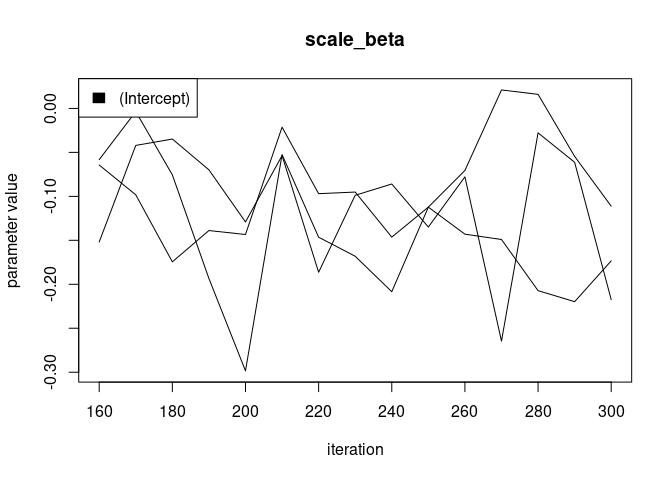 scale_beta
(Intercept)
parameter value
0.00
-0.10
-0.20
-0.30
160 180 200 220 240 260 280 300
iteration